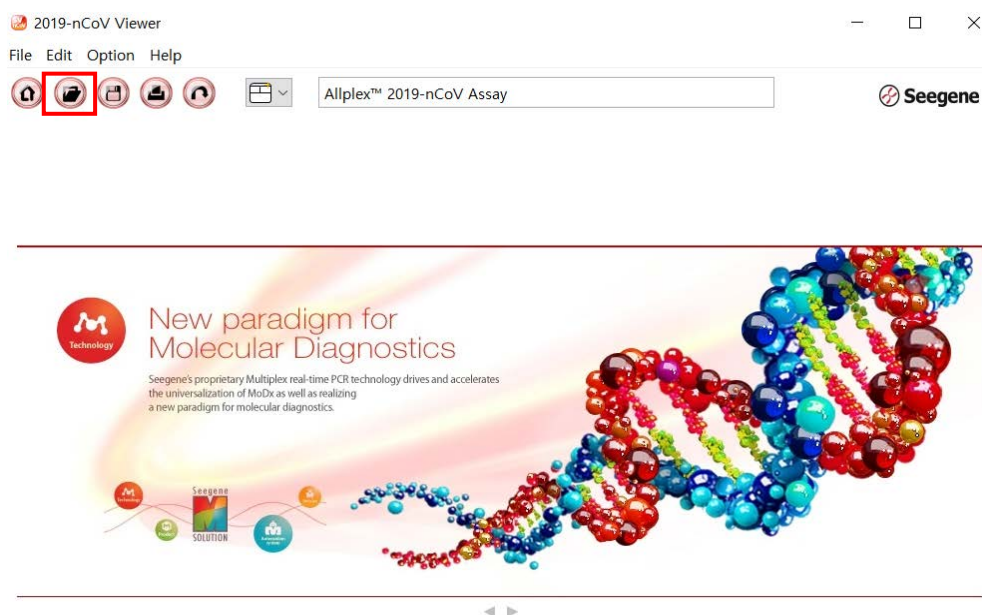 2019-nCoV Viewer
File Edit Option Help
Allplex™ 2019-nCoV Assay
Seegene
New paradigm for
Molecular Diagnostics
Technology
Seegene's proprietary Multiplex real-time PCR technology drives and accelerates
the universalization of MoDx as well as realizing
a new paradigm for molecular diagnostics.
Technology
Seegene
SOLUTION
Product